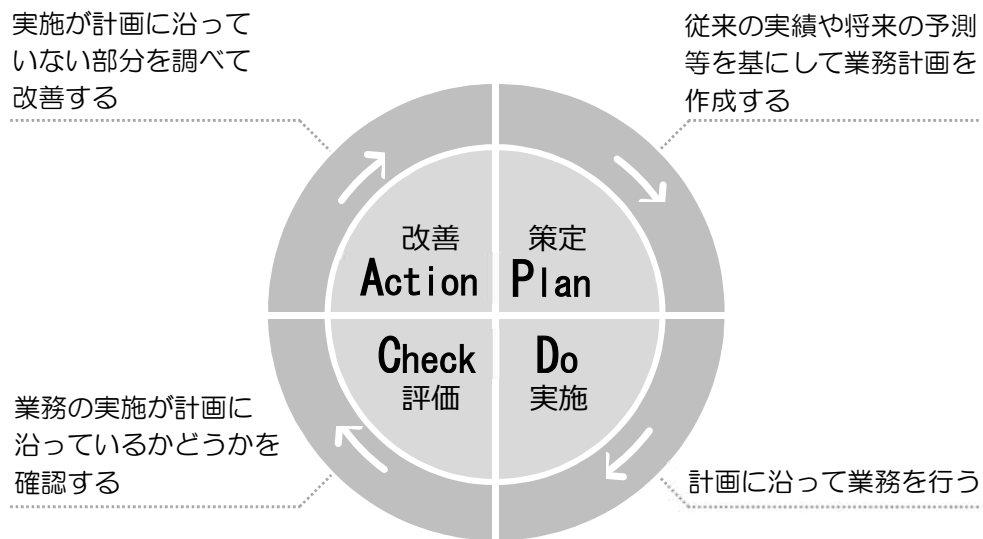 実施が計画に沿って
いない部分を調べて
改善する
従来の実績や将来の予測
等を基にして業務計画を
作成する
改善
Action
策定
Plan
Check
評価
Do
実施
業務の実施が計画に
沿っているかどうかを
確認する
計画に沿って業務を行う